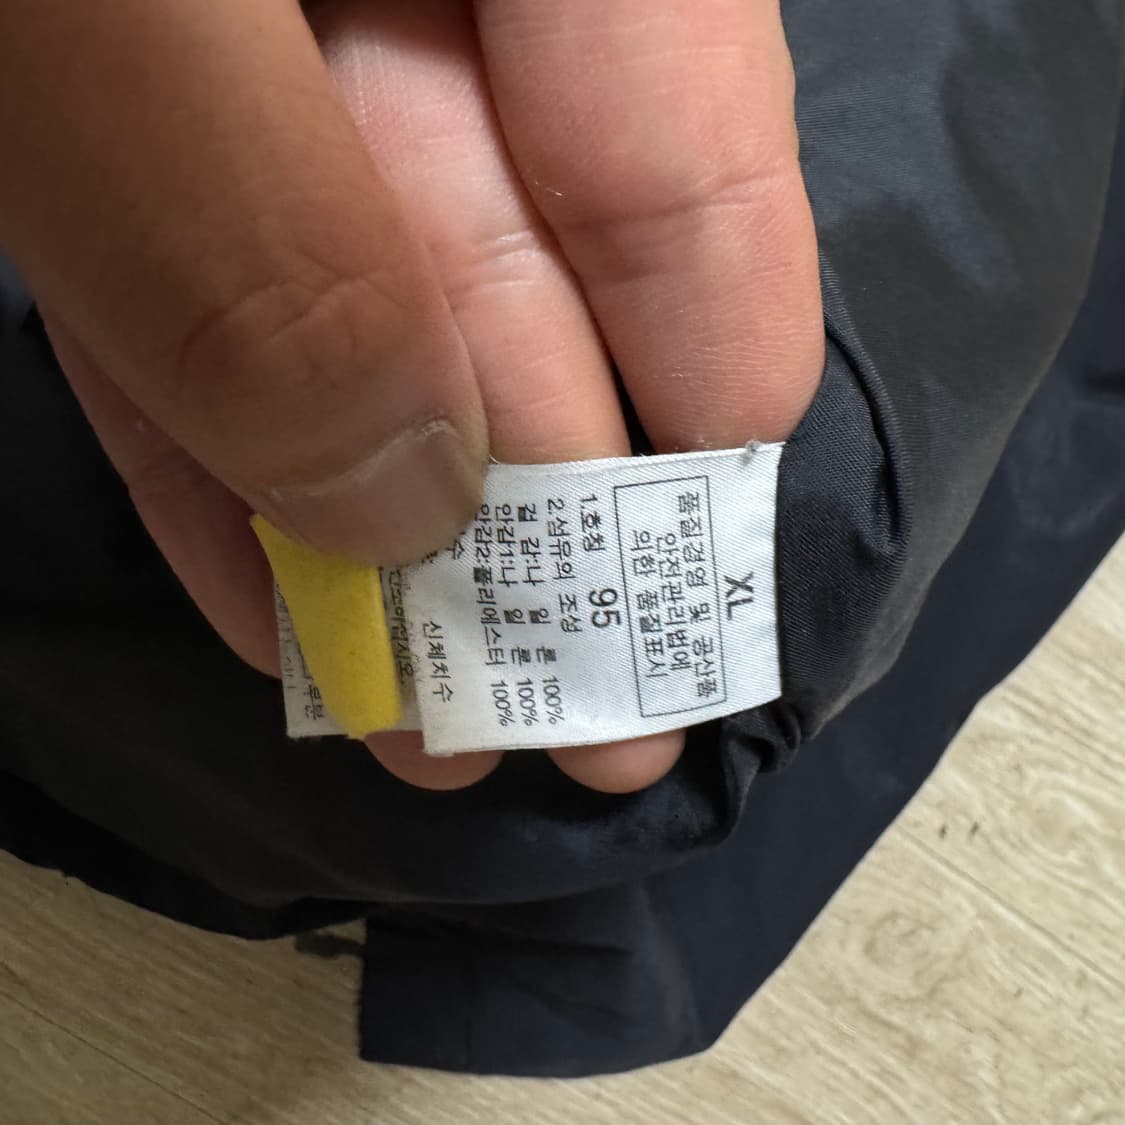 XL
품질경영 및 공산품
안전관리법에
의한 품질표시
1.호칭 95
2.섬유의 조성
겉 감:나 일 론 100%
안감1:나 일 론 100%
안감2:폴리에스터 100%
신체치수